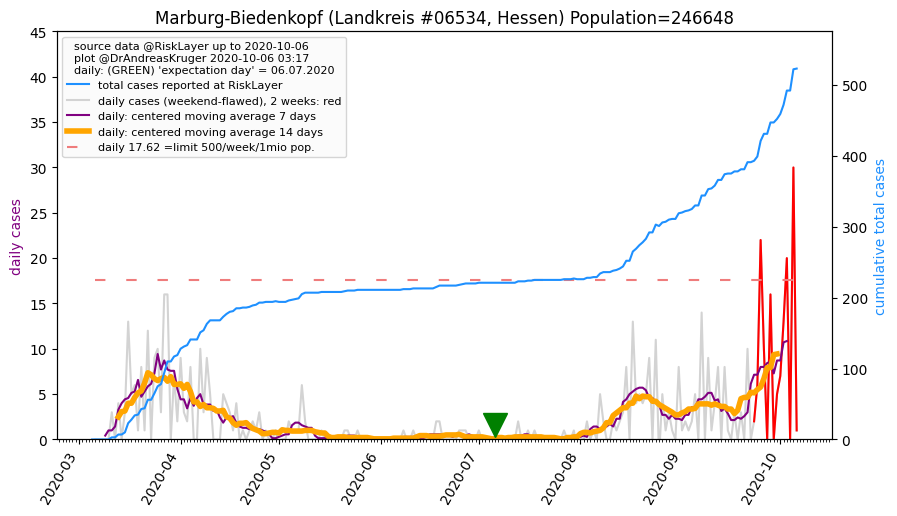 Marburg-Biedenkopf (Landkreis #06534, Hessen) Population=246648
source data @RiskLayer up to 2020-10-06
plot @DrAndreasKruger 2020-10-06 03:17
daily: (GREEN) 'expectation day' = 06.07.2020
total cases reported at RiskLayer
daily cases (weekend-flawed), 2 weeks: red
daily: centered moving average 7 days
daily: centered moving average 14 days
daily 17.62 =limit 500/week/1mio pop.
daily cases
45
40
35
30
25
20
15
10
5
0
cumulative total cases
500
400
300
200
100
0
2020-03
2020-04
2020-05
2020-06
2020-07
2020-08
2020-09
2020-10